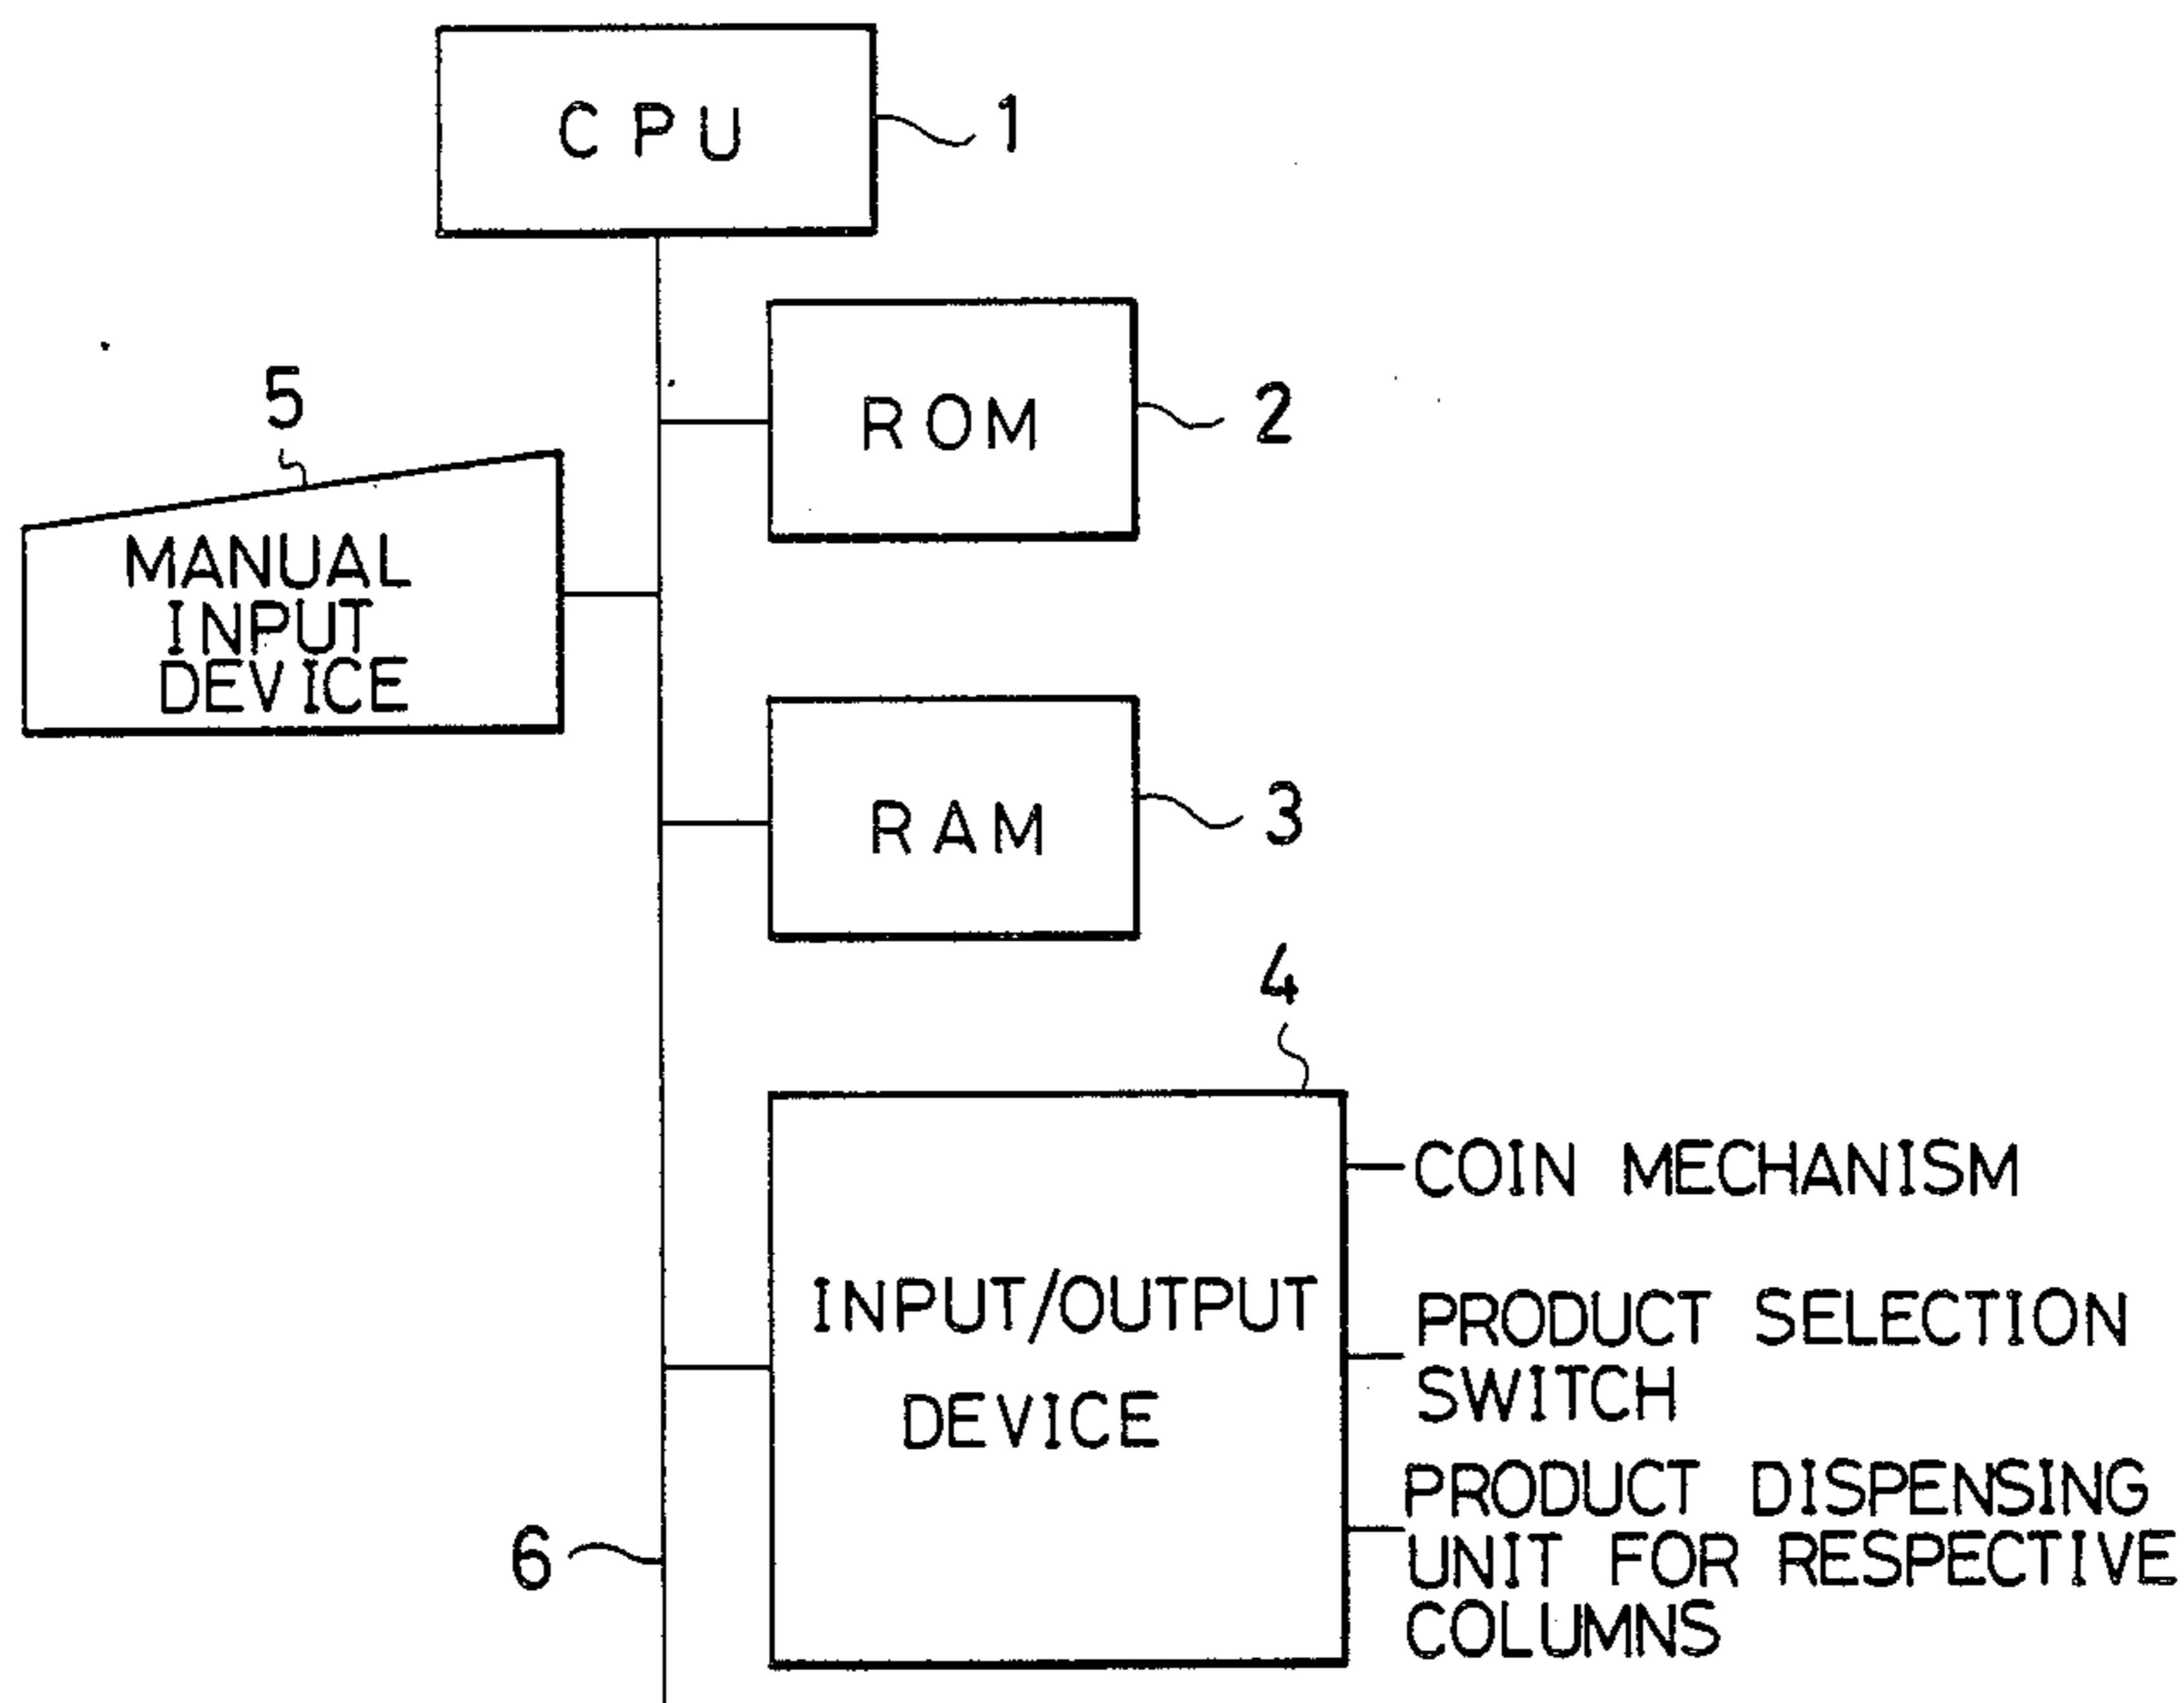 CPU
1
ROM
2
5
MANUAL
INPUT
DEVICE
RAM
3
4
INPUT/OUTPUT
DEVICE
COIN MECHANISM
PRODUCT SELECTION
SWITCH
PRODUCT DISPENSING
UNIT FOR RESPECTIVE
COLUMNS
6